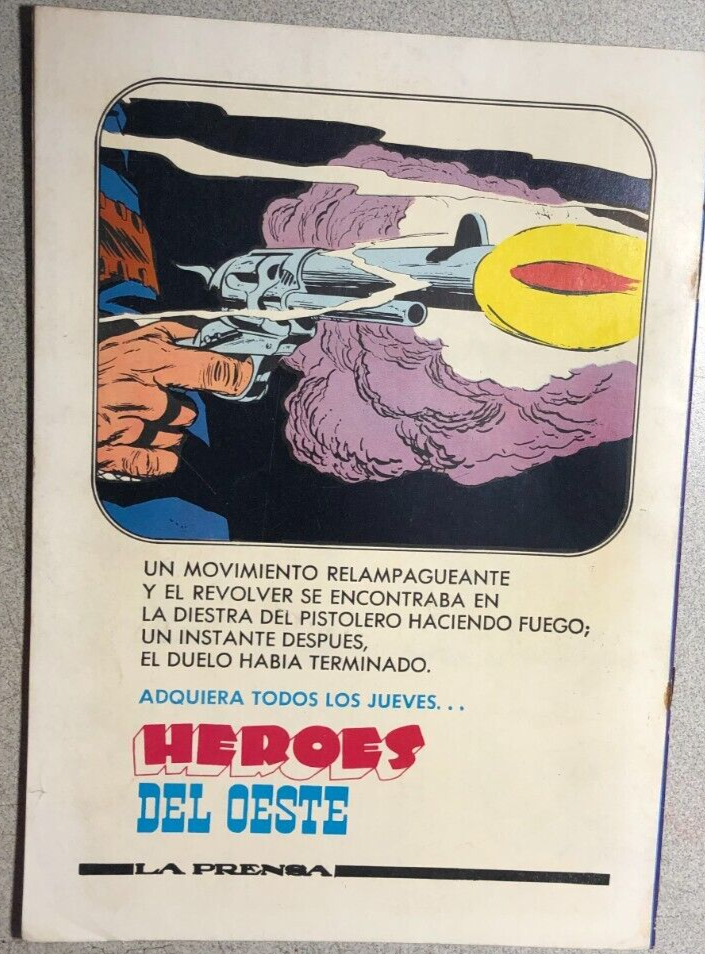 UN MOVIMIENTO RELAMPAGUEANTE
Y EL REVOLVER SE ENCONTRABA EN
LA DIESTRA DEL PISTOLERO HACIENDO FUEGO;
UN INSTANTE DESPUES,
EL DUELO HABIA TERMINADO.
ADQUIERA TODOS LOS JUEVES...
HEROES
DEL OESTE
LA PRENSA